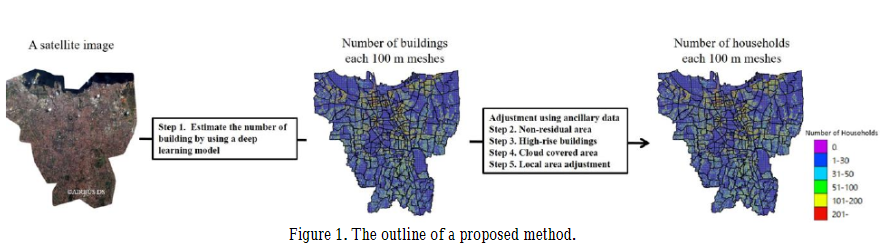 A satellite image
Number of buildings
each 100 m meshes
Number of households
each 100 m meshes
Step 1. Estimate the number of
building by using a deep
learning model
Adjustment using ancillary data
Step 2. Non-residual area
Step 3. High-rise buildings
Step 4. Cloud covered area
Step 5. Local area adjustment
Number of Households
0
1-30
31-50
51-100
101-200
201-
Figure 1. The outline of a proposed method.